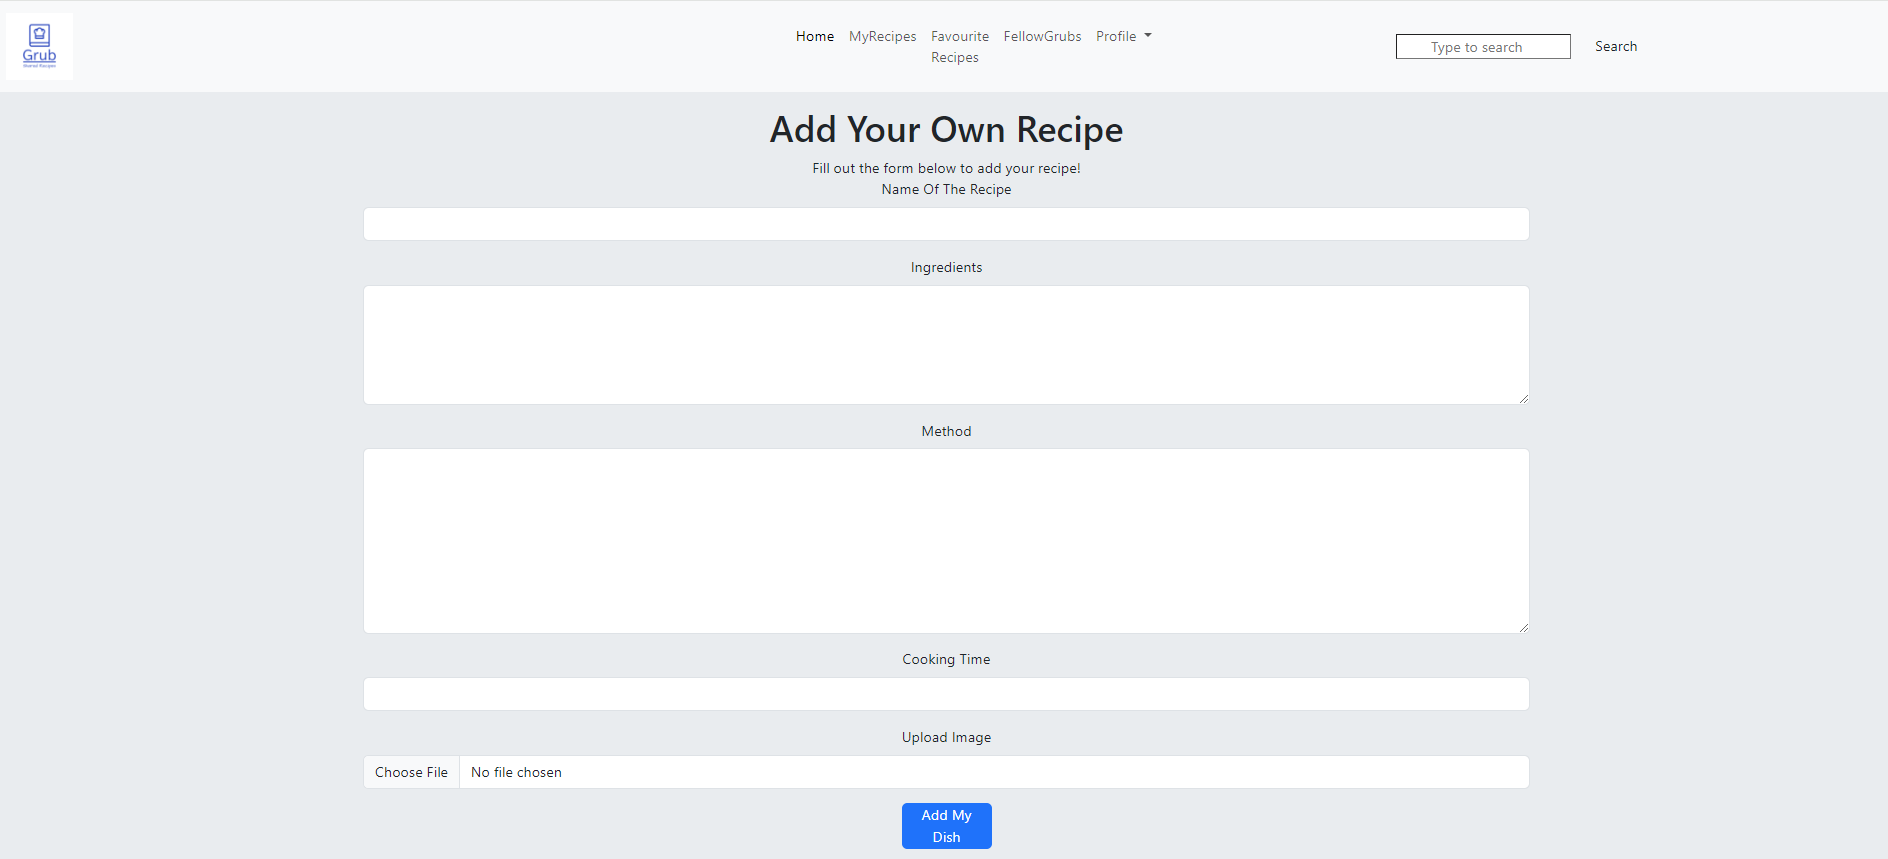 Grub
Shared Recipes
Home MyRecipes Favourite Recipes FellowGrubs Profile
Type to search Search
Add Your Own Recipe
Fill out the form below to add your recipe!
Name Of The Recipe
Ingredients
Method
Cooking Time
Upload Image
Choose File No file chosen
Add My
Dish